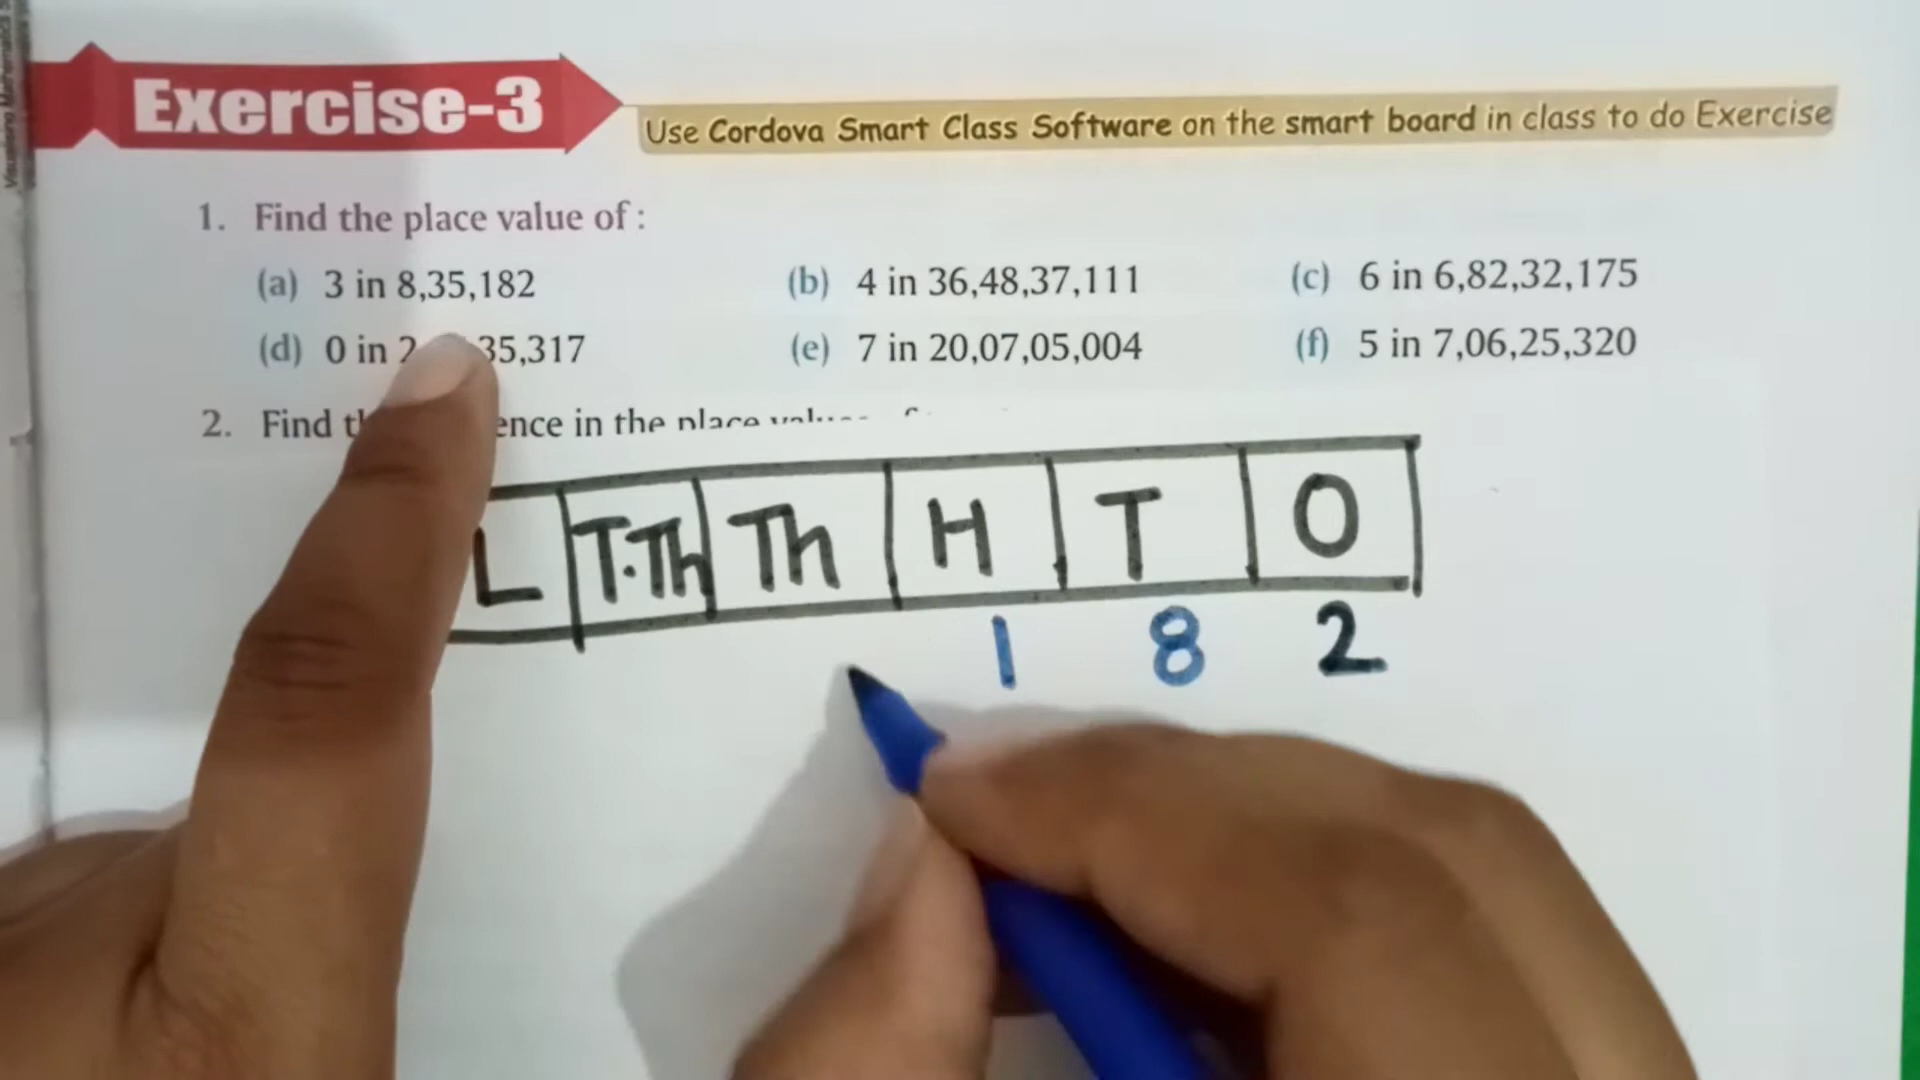 Exercise-3
Use Cordova Smart Class Software on the smart board in class to do Exercise
1. Find the place value of :
(a) 3 in 8,35,182
(b) 4 in 36,48,37,111
(c) 6 in 6,82,32,175
(d) 0 in 2 35,317
(e) 7 in 20,07,05,004
(f) 5 in 7,06,25,320
2. Find in the place
L T.Th Th H T O
1 8 2